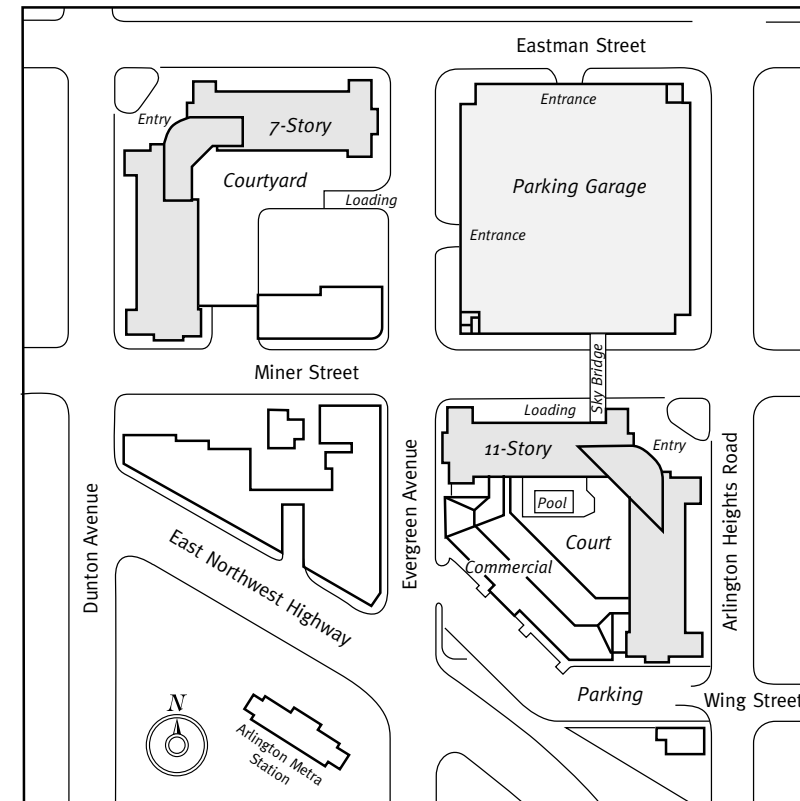 Eastman Street
Entrance
Entry
7-Story
Courtyard
Parking Garage
Loading
Entrance
Miner Street
Sky Bridge
Loading
11-Story
Entry
Pool
Court
Commercial
Dunton Avenue
East Northwest Highway
Evergreen Avenue
Arlington Heights Road
Parking
Wing Street
N
Arlington Metra
Station